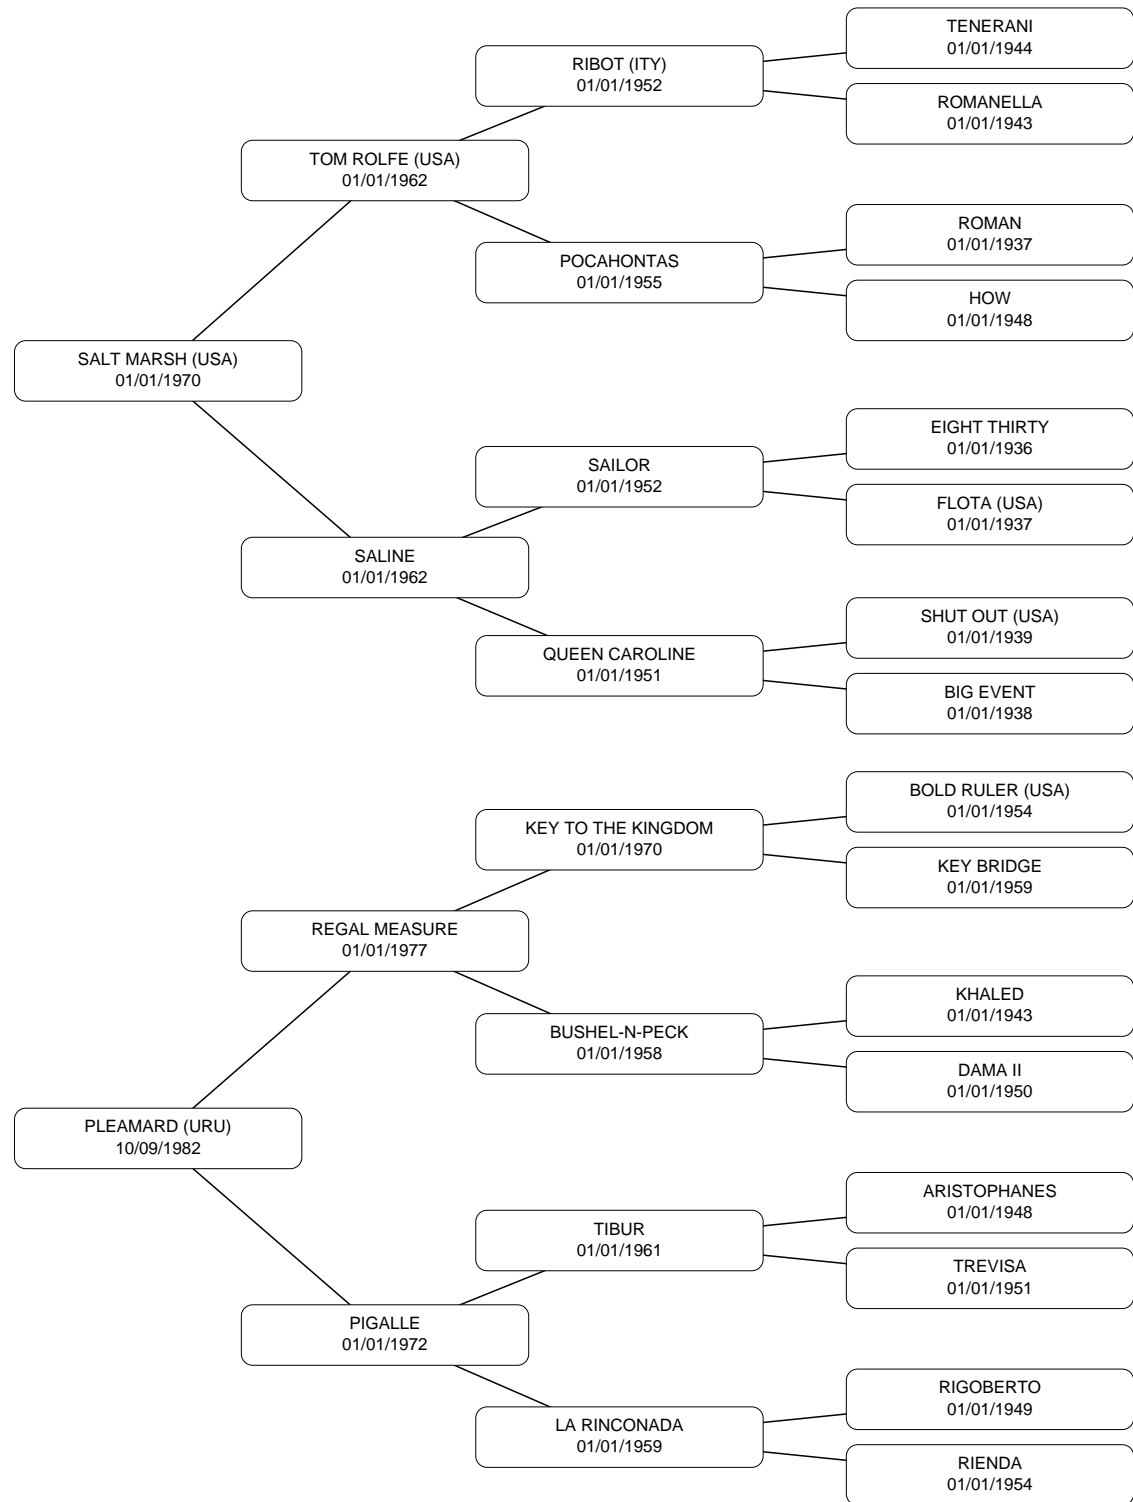 TENERANI
01/01/1944
RIBOT (ITY)
01/01/1952
ROMANELLA
01/01/1943
TOM ROLFE (USA)
01/01/1962
ROMAN
01/01/1937
POCAHONTAS
01/01/1955
HOW
01/01/1948
SALT MARSH (USA)
01/01/1970
EIGHT THIRTY
01/01/1936
SAILOR
01/01/1952
FLOTA (USA)
01/01/1937
SALINE
01/01/1962
SHUT OUT (USA)
01/01/1939
QUEEN CAROLINE
01/01/1951
BIG EVENT
01/01/1938
BOLD RULER (USA)
01/01/1954
KEY TO THE KINGDOM
01/01/1970
KEY BRIDGE
01/01/1959
REGAL MEASURE
01/01/1977
KHALED
01/01/1943
BUSHEL-N-PECK
01/01/1958
DAMA II
01/01/1950
PLEAMARD (URU)
10/09/1982
ARISTOPHANES
01/01/1948
TIBUR
01/01/1961
TREVISA
01/01/1951
PIGALLE
01/01/1972
RIGOBERTO
01/01/1949
LA RINCONADA
01/01/1959
RIENDA
01/01/1954